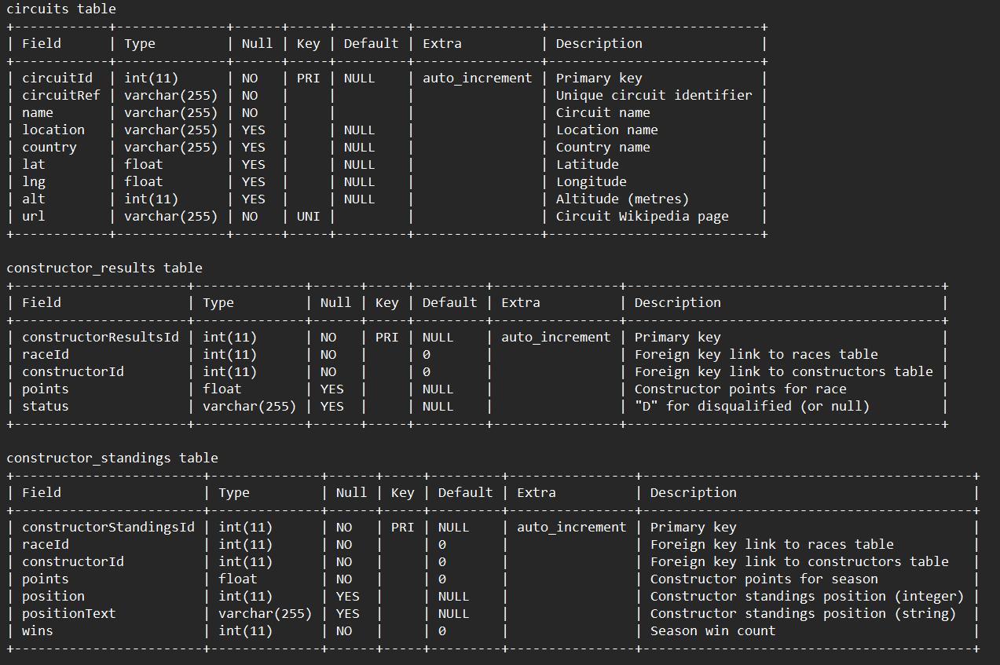 circuits table
+------------+--------------+------+-----+---------+----------------+---------------------------+
| Field      | Type         | Null | Key | Default | Extra          | Description               |
+------------+--------------+------+-----+---------+----------------+---------------------------+
| circuitId  | int(11)      | NO   | PRI | NULL    | auto_increment | Primary key               |
| circuitRef | varchar(255) | NO   |     |         |                | Unique circuit identifier |
| name       | varchar(255) | NO   |     |         |                | Circuit name              |
| location   | varchar(255) | YES  |     | NULL    |                | Location name             |
| country    | varchar(255) | YES  |     | NULL    |                | Country name              |
| lat        | float        | YES  |     | NULL    |                | Latitude                  |
| lng        | float        | YES  |     | NULL    |                | Longitude                 |
| alt        | int(11)      | YES  |     | NULL    |                | Altitude (metres)         |
| url        | varchar(255) | NO   | UNI |         |                | Circuit Wikipedia page    |
+------------+--------------+------+-----+---------+----------------+---------------------------+

constructor_results table
+----------------------+--------------+------+-----+---------+----------------+----------------------------------------+
| Field                | Type         | Null | Key | Default | Extra          | Description                            |
+----------------------+--------------+------+-----+---------+----------------+----------------------------------------+
| constructorResultsId | int(11)      | NO   | PRI | NULL    | auto_increment | Primary key                            |
| raceId               | int(11)      | NO   |     | 0       |                | Foreign key link to races table        |
| constructorId        | int(11)      | NO   |     | 0       |                | Foreign key link to constructors table |
| points               | float        | YES  |     | NULL    |                | Constructor points for race            |
| status               | varchar(255) | YES  |     | NULL    |                | "D" for disqualified (or null)         |
+----------------------+--------------+------+-----+---------+----------------+----------------------------------------+

constructor_standings table
+------------------------+--------------+------+-----+---------+----------------+------------------------------------------+
| Field                  | Type         | Null | Key | Default | Extra          | Description                              |
+------------------------+--------------+------+-----+---------+----------------+------------------------------------------+
| constructorStandingsId | int(11)      | NO   | PRI | NULL    | auto_increment | Primary key                              |
| raceId                 | int(11)      | NO   |     | 0       |                | Foreign key link to races table          |
| constructorId          | int(11)      | NO   |     | 0       |                | Foreign key link to constructors table   |
| points                 | float        | NO   |     | 0       |                | Constructor points for season            |
| position               | int(11)      | YES  |     | NULL    |                | Constructor standings position (integer) |
| positionText           | varchar(255) | YES  |     | NULL    |                | Constructor standings position (string)  |
| wins                   | int(11)      | NO   |     | 0       |                | Season win count                         |
+------------------------+--------------+------+-----+---------+----------------+------------------------------------------+